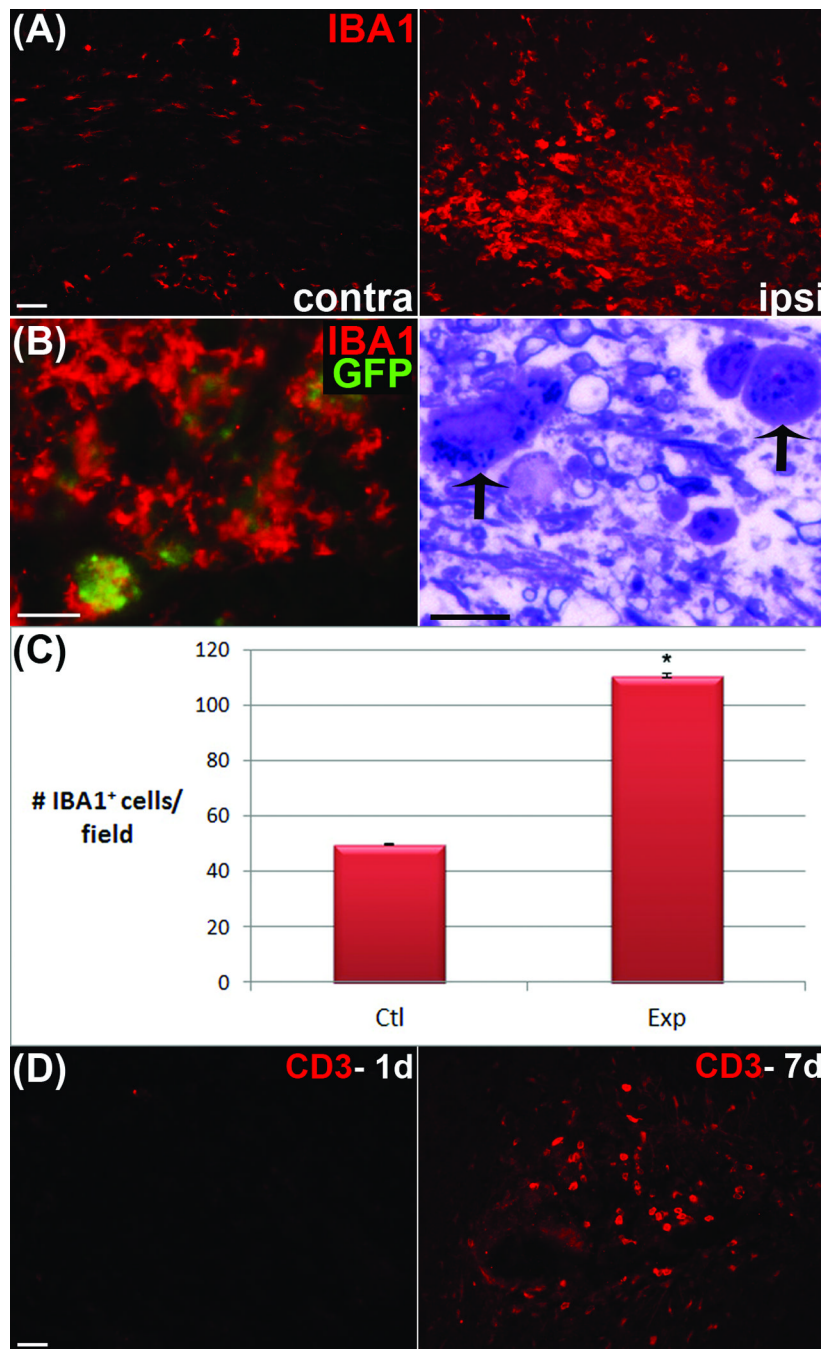 (A) IBA1
contra
ipsi
(B) IBA1
GFP
(C)
120
100
80
60
40
20
0
*
# IBA1⁺ cells/
field
Ctl
Exp
(D) CD3- 1d
CD3- 7d